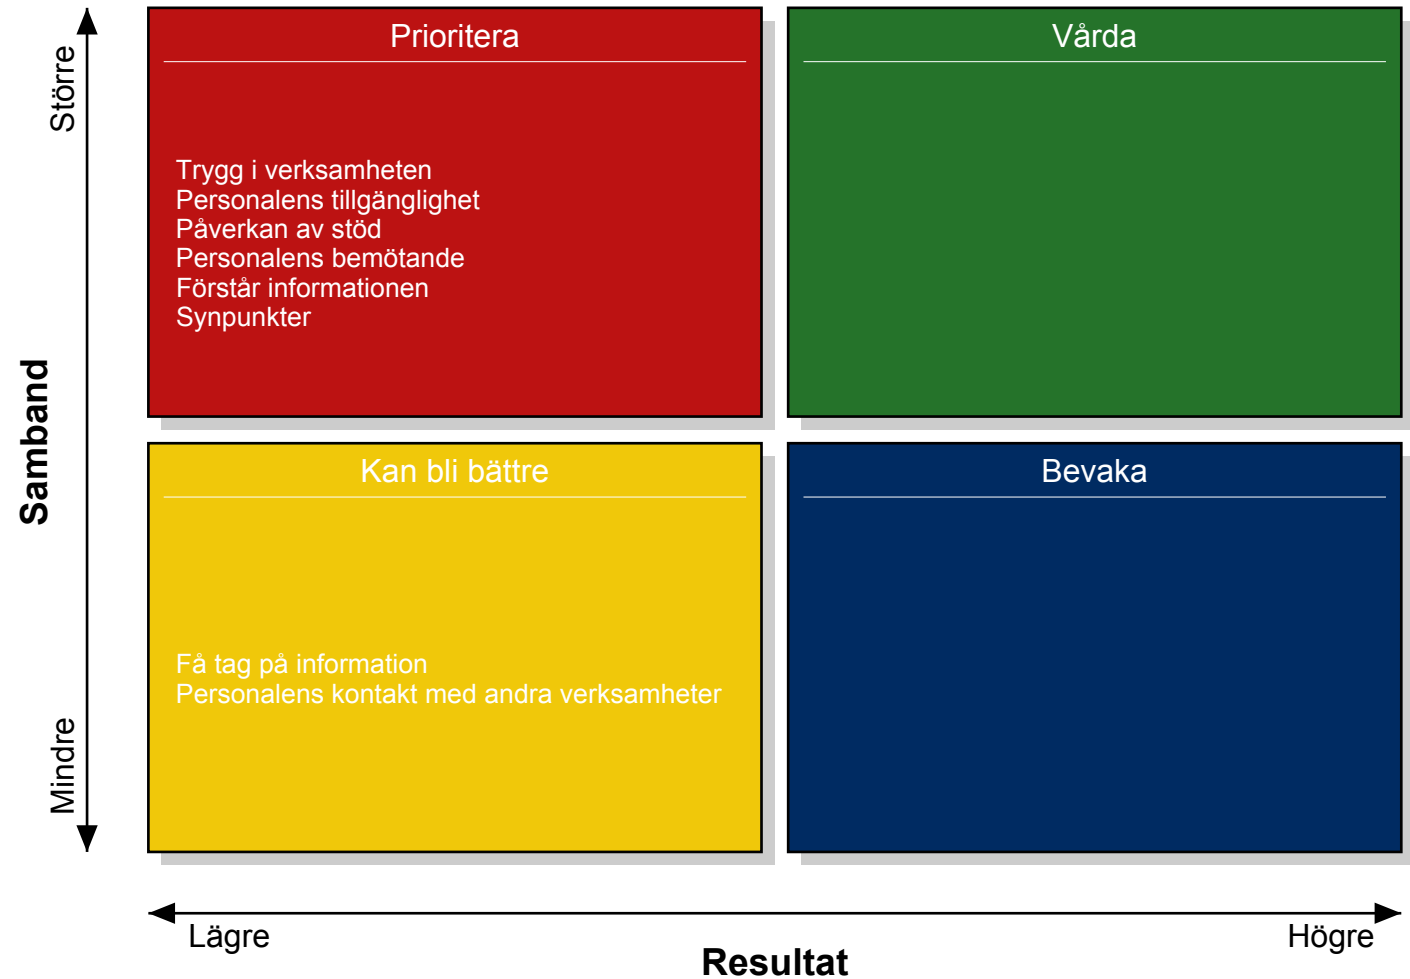 Större
Prioritera
Trygg i verksamheten
Personalens tillgänglighet
Påverkan av stöd
Personalens bemötande
Förstår informationen
Synpunkter
Vårda
Samband
Kan bli bättre
Få tag på information
Personalens kontakt med andra verksamheter
Bevaka
Mindre
Lägre
Högre
Resultat